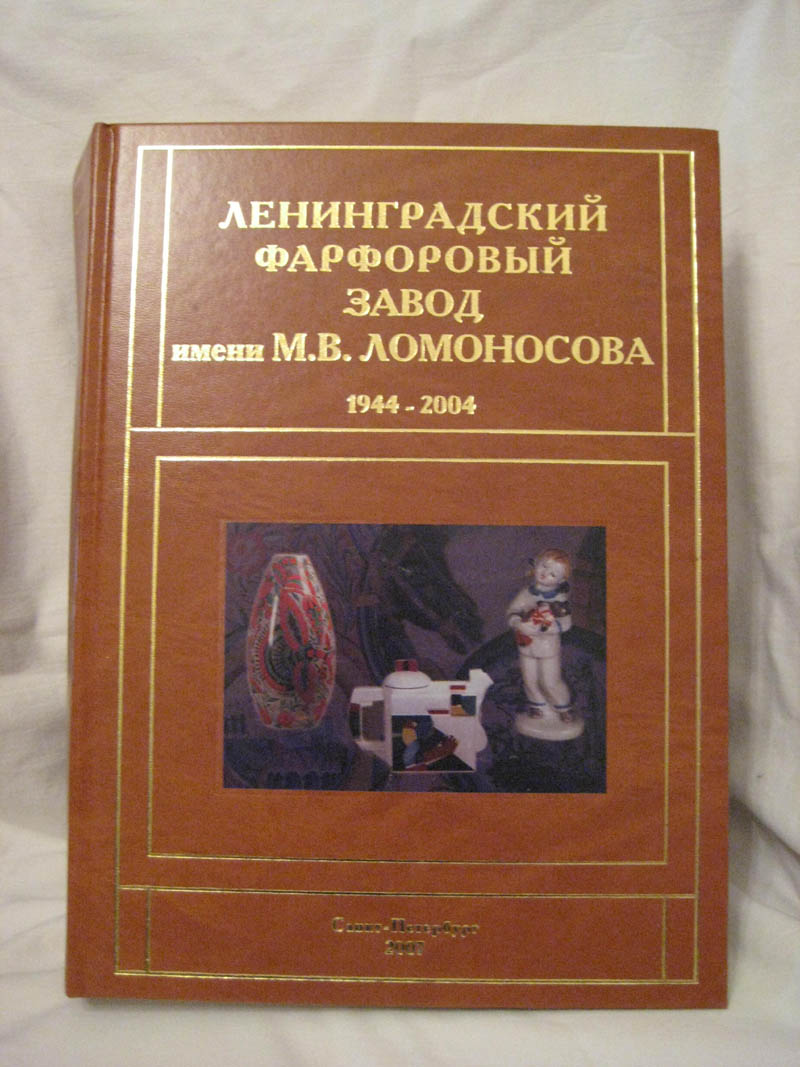 ЛЕНИНГРАДСКИЙ
ФАРФОРОВЫЙ
ЗАВОД
имени М.В. ЛОМОНОСОВА
1944 - 2004
Санкт-Петербург
2007